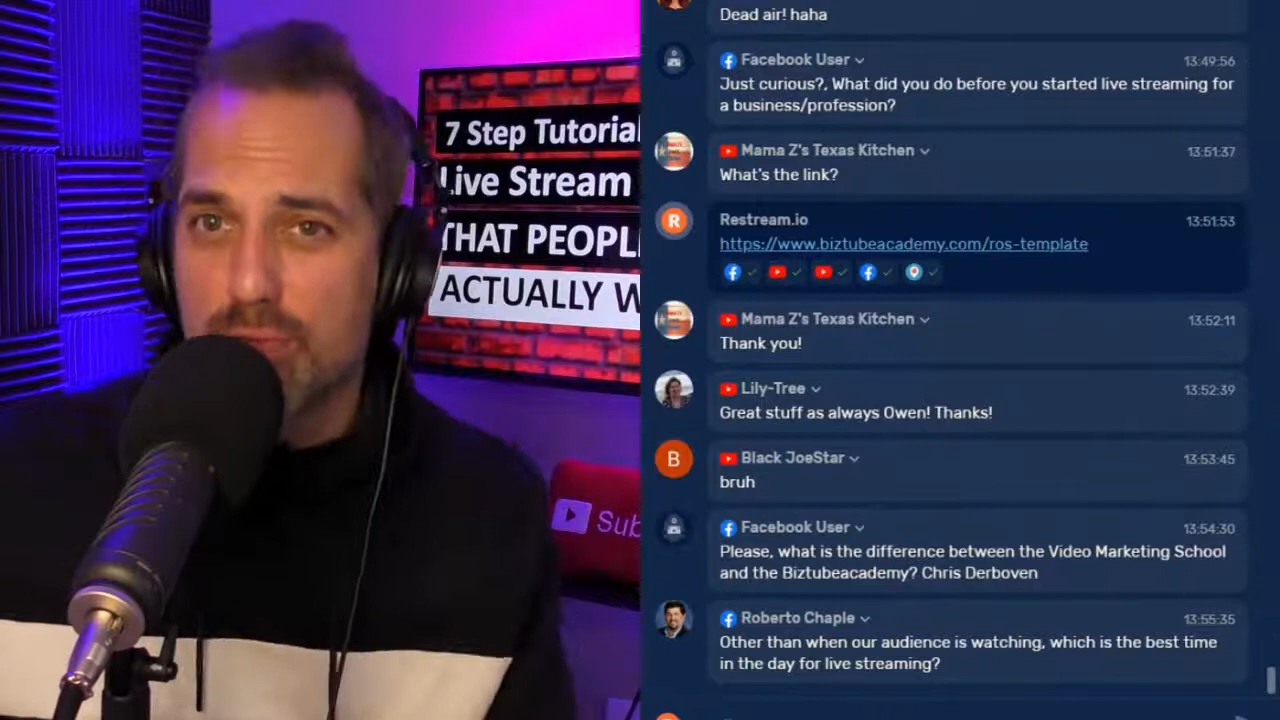 7 Step Tutorial
Live Stream
THAT PEOPL
ACTUALLY W
Sub
Dead air! haha
Facebook User 13:49:56
Just curious?, What did you do before you started live streaming for
a business/profession?
Mama Z's Texas Kitchen 13:51:37
What's the link?
R
Restream.io 13:51:53
https://www.biztubeacademy.com/ros-template
Mama Z's Texas Kitchen 13:52:11
Thank you!
Lily-Tree 13:52:39
Great stuff as always Owen! Thanks!
B
Black JoeStar 13:53:45
bruh
Facebook User 13:54:30
Please, what is the difference between the Video Marketing School
and the Biztubeacademy? Chris Derboven
Roberto Chaple 13:55:35
Other than when our audience is watching, which is the best time
in the day for live streaming?